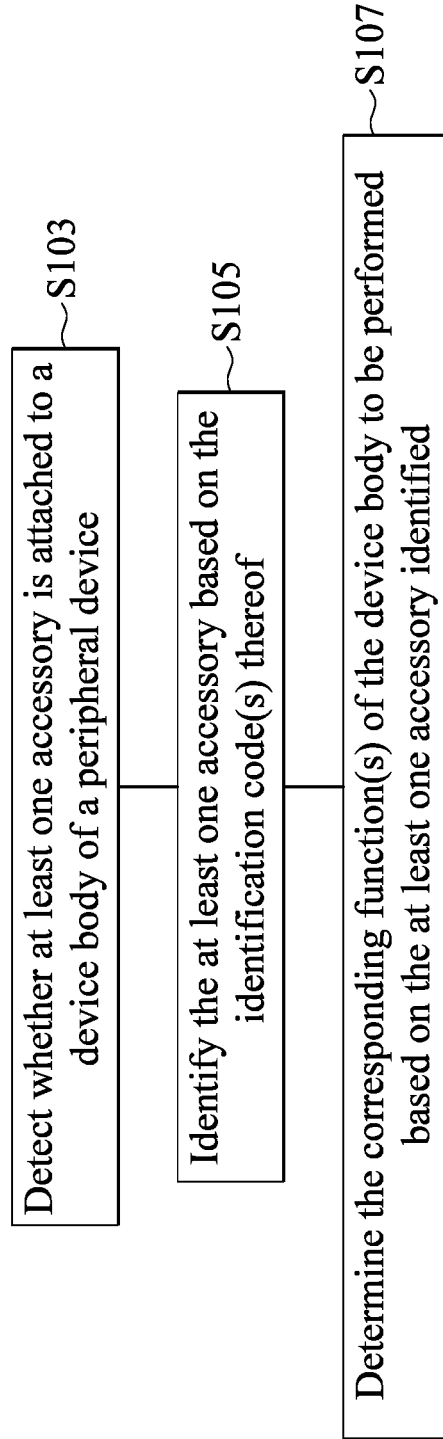 Detect whether at least one accessory is attached to a
device body of a peripheral device
S103
Identify the at least one accessory based on the
identification code(s) thereof
S105
Determine the corresponding function(s) of the device body to be performed
based on the at least one accessory identified
S107